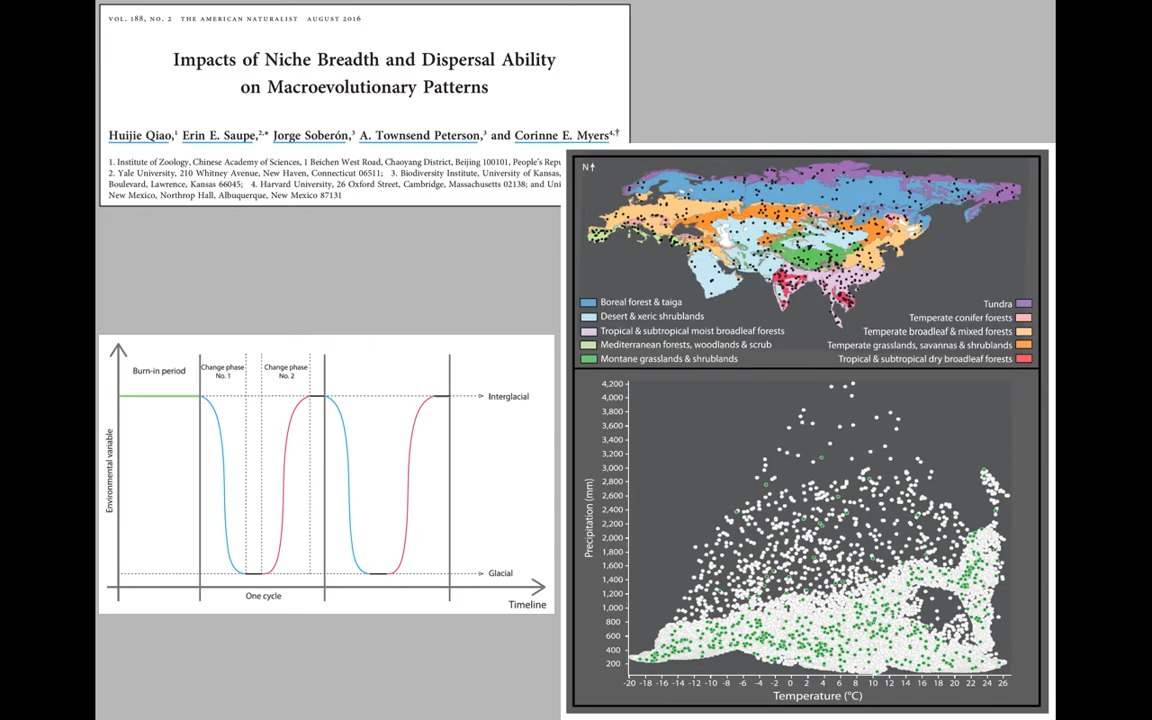 VOL. 188, NO. 2 THE AMERICAN NATURALIST AUGUST 2016
Impacts of Niche Breadth and Dispersal Ability
on Macroevolutionary Patterns
Huijie Qiao,¹ Erin E. Saupe,²,* Jorge Soberón,³ A. Townsend Peterson,³ and Corinne E. Myers⁴,†
1. Institute of Zoology, Chinese Academy of Sciences, 1 Beichen West Road, Chaoyang District, Beijing 100101, People's Repu
2. Yale University, 210 Whitney Avenue, New Haven, Connecticut 06511; 3. Biodiversity Institute, University of Kansas,
Boulevard, Lawrence, Kansas 66045; 4. Harvard University, 26 Oxford Street, Cambridge, Massachusetts 02138; and Uni
New Mexico, Northrop Hall, Albuquerque, New Mexico 87131
N
Boreal forest & taiga
Desert & xeric shrublands
Tropical & subtropical moist broadleaf forests
Mediterranean forests, woodlands & scrub
Montane grasslands & shrublands
Tundra
Temperate conifer forests
Temperate broadleaf & mixed forests
Temperate grasslands, savannas & shrublands
Tropical & subtropical dry broadleaf forests
Burn-in period
Change phase
No. 1
Change phase
No. 2
Environmental variable
Interglacial
Glacial
One cycle
Timeline
Precipitation (mm)
4,200
4,000
3,800
3,600
3,400
3,200
3,000
2,800
2,600
2,400
2,200
2,000
1,800
1,600
1,400
1,200
1,000
800
600
400
200
-20 -18 -16 -14 -12 -10 -8 -6 -4 -2 0 2 4 6 8 10 12 14 16 18 20 22 24 26
Temperature (°C)